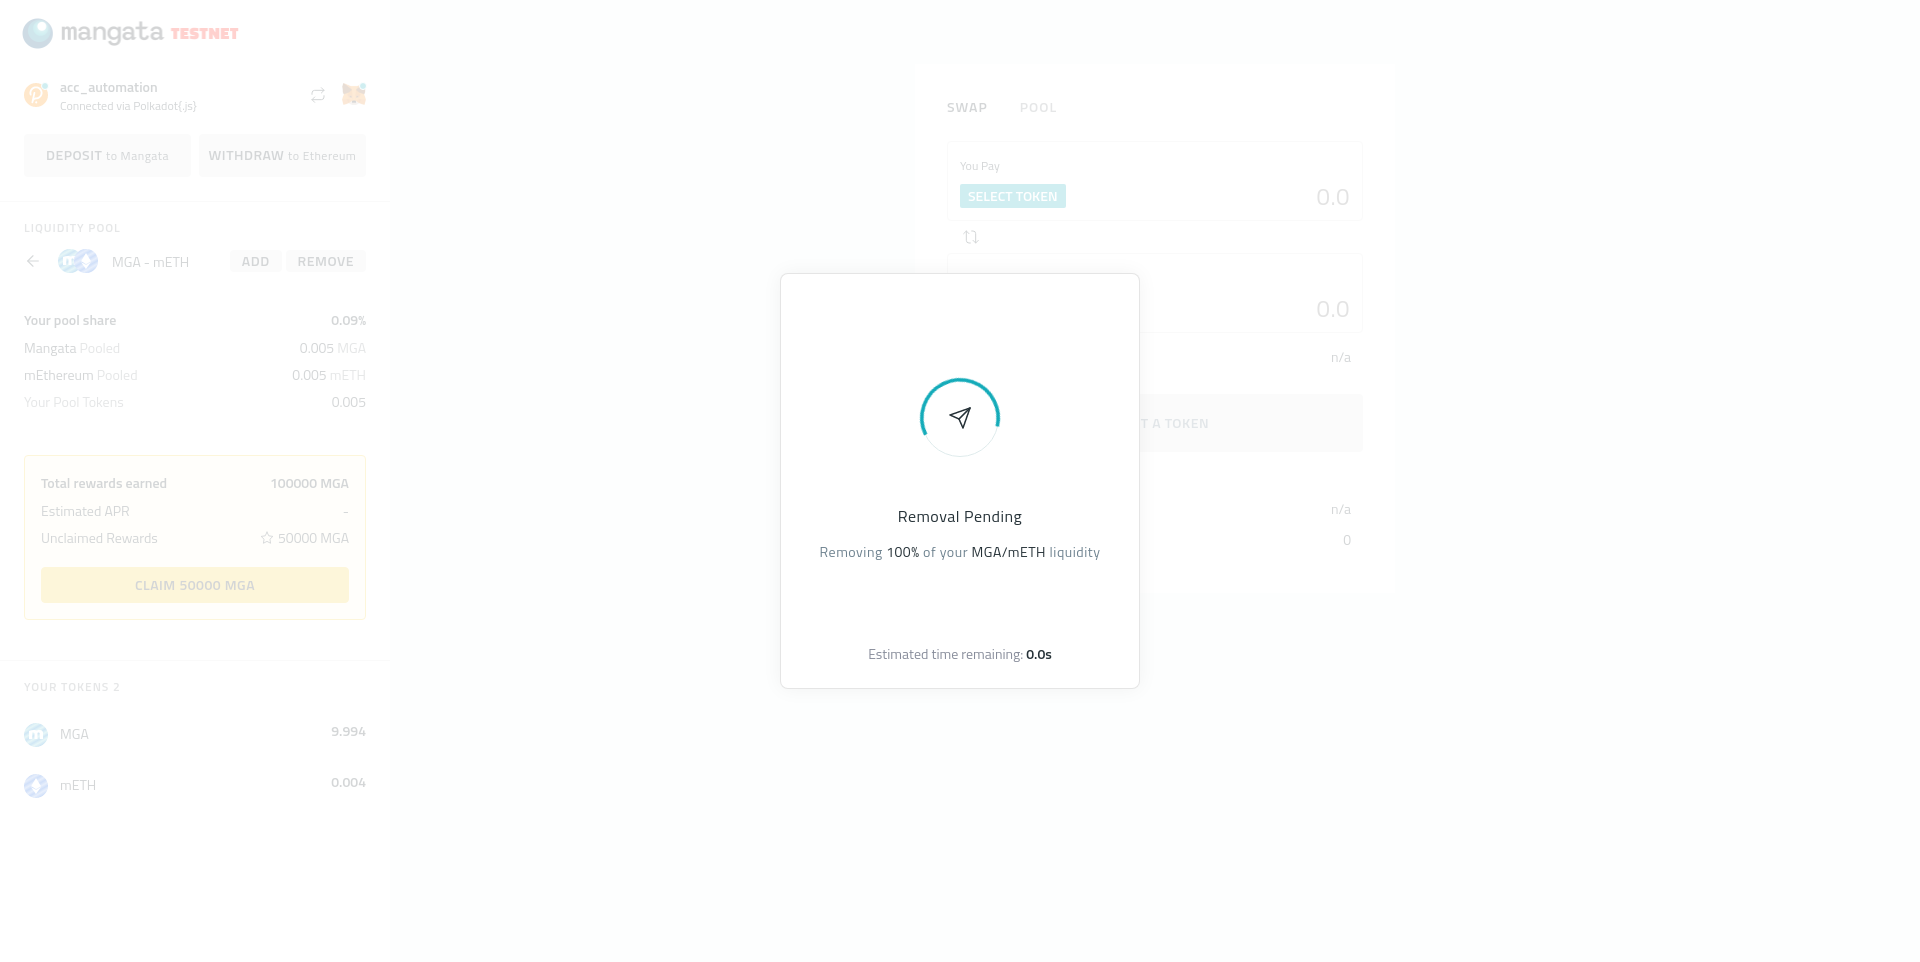 mangata TESTNET
acc_automation
Connected via Polkadot{.js}
DEPOSIT to Mangata
WITHDRAW to Ethereum
LIQUIDITY POOL
MGA - mETH
ADD
REMOVE
Your pool share 0.09%
Mangata Pooled 0.005 MGA
mEthereum Pooled 0.005 mETH
Your Pool Tokens 0.005
Total rewards earned 100000 MGA
Estimated APR -
Unclaimed Rewards 50000 MGA
CLAIM 50000 MGA
YOUR TOKENS 2
MGA 9.994
mETH 0.004
SWAP POOL
You Pay
SELECT TOKEN 0.0
0.0
n/a
T A TOKEN
n/a
0
Removal Pending
Removing 100% of your MGA/mETH liquidity
Estimated time remaining: 0.0s